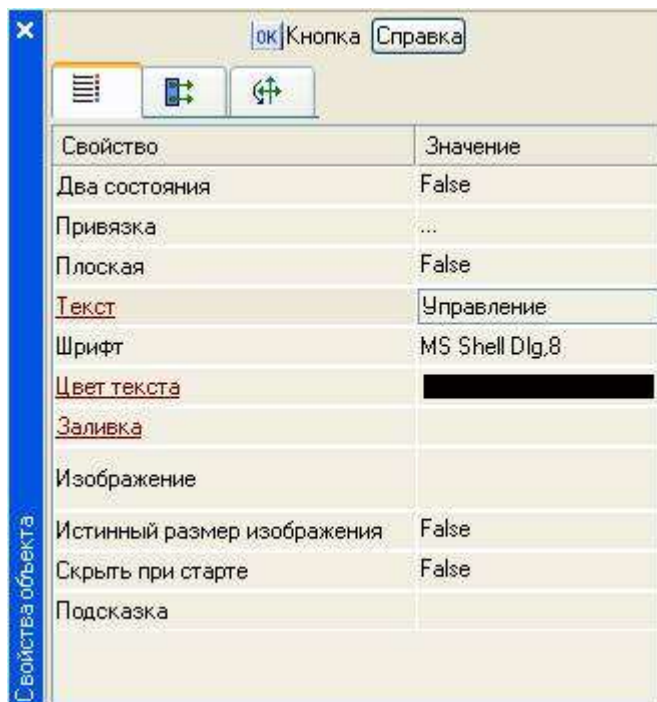 ОК Кнопка Справка
Свойство Значение
Два состояния False
Привязка ...
Плоская False
Текст Управление
Шрифт MS Shell Dlg,8
Цвет текста
Заливка
Изображение
Истинный размер изображения False
Скрыть при старте False
Подсказка
Свойства объекта